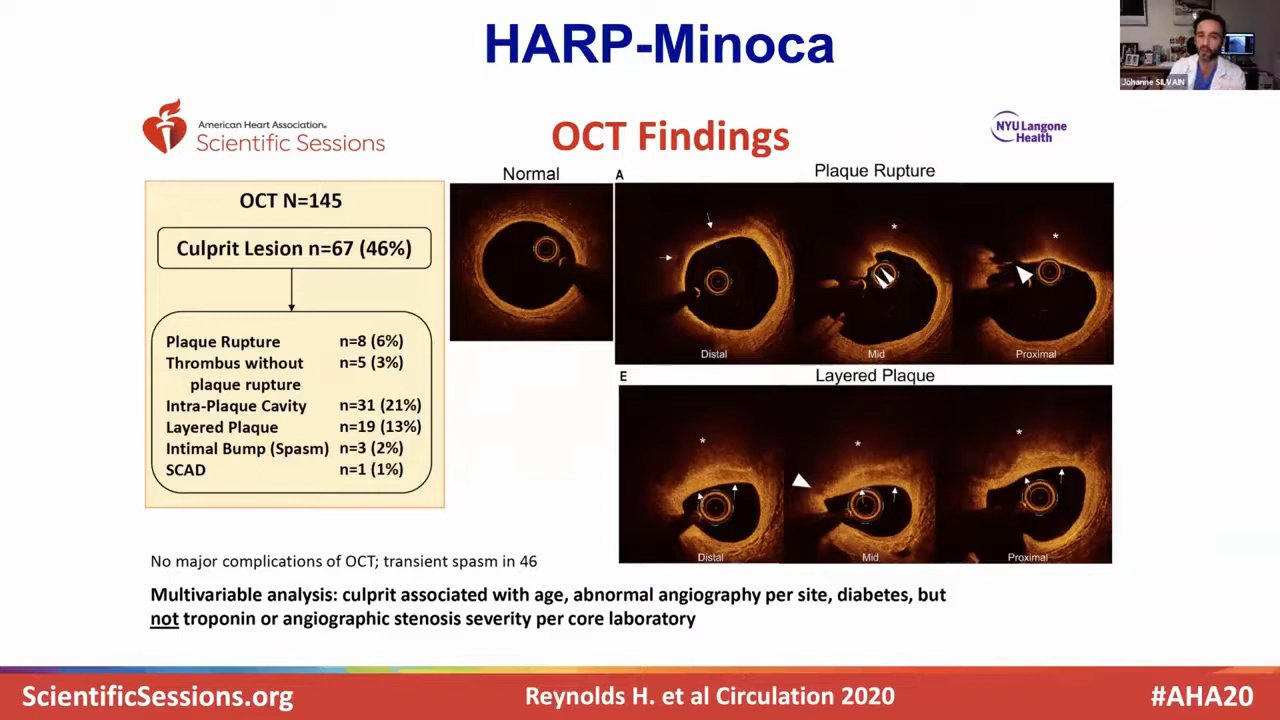 HARP-Minoca
Johanne SILVAIN
American Heart Association®
Scientific Sessions
OCT Findings
NYU Langone
Health
OCT N=145
Culprit Lesion n=67 (46%)
Plaque Rupture n=8 (6%)
Thrombus without n=5 (3%)
plaque rupture
Intra-Plaque Cavity n=31 (21%)
Layered Plaque n=19 (13%)
Intimal Bump (Spasm) n=3 (2%)
SCAD n=1 (1%)
Normal
A
Plaque Rupture
Distal
Mid
Proximal
E
Layered Plaque
Distal
Mid
Proximal
No major complications of OCT; transient spasm in 46
Multivariable analysis: culprit associated with age, abnormal angiography per site, diabetes, but
not troponin or angiographic stenosis severity per core laboratory
ScientificSessions.org
Reynolds H. et al Circulation 2020
#AHA20